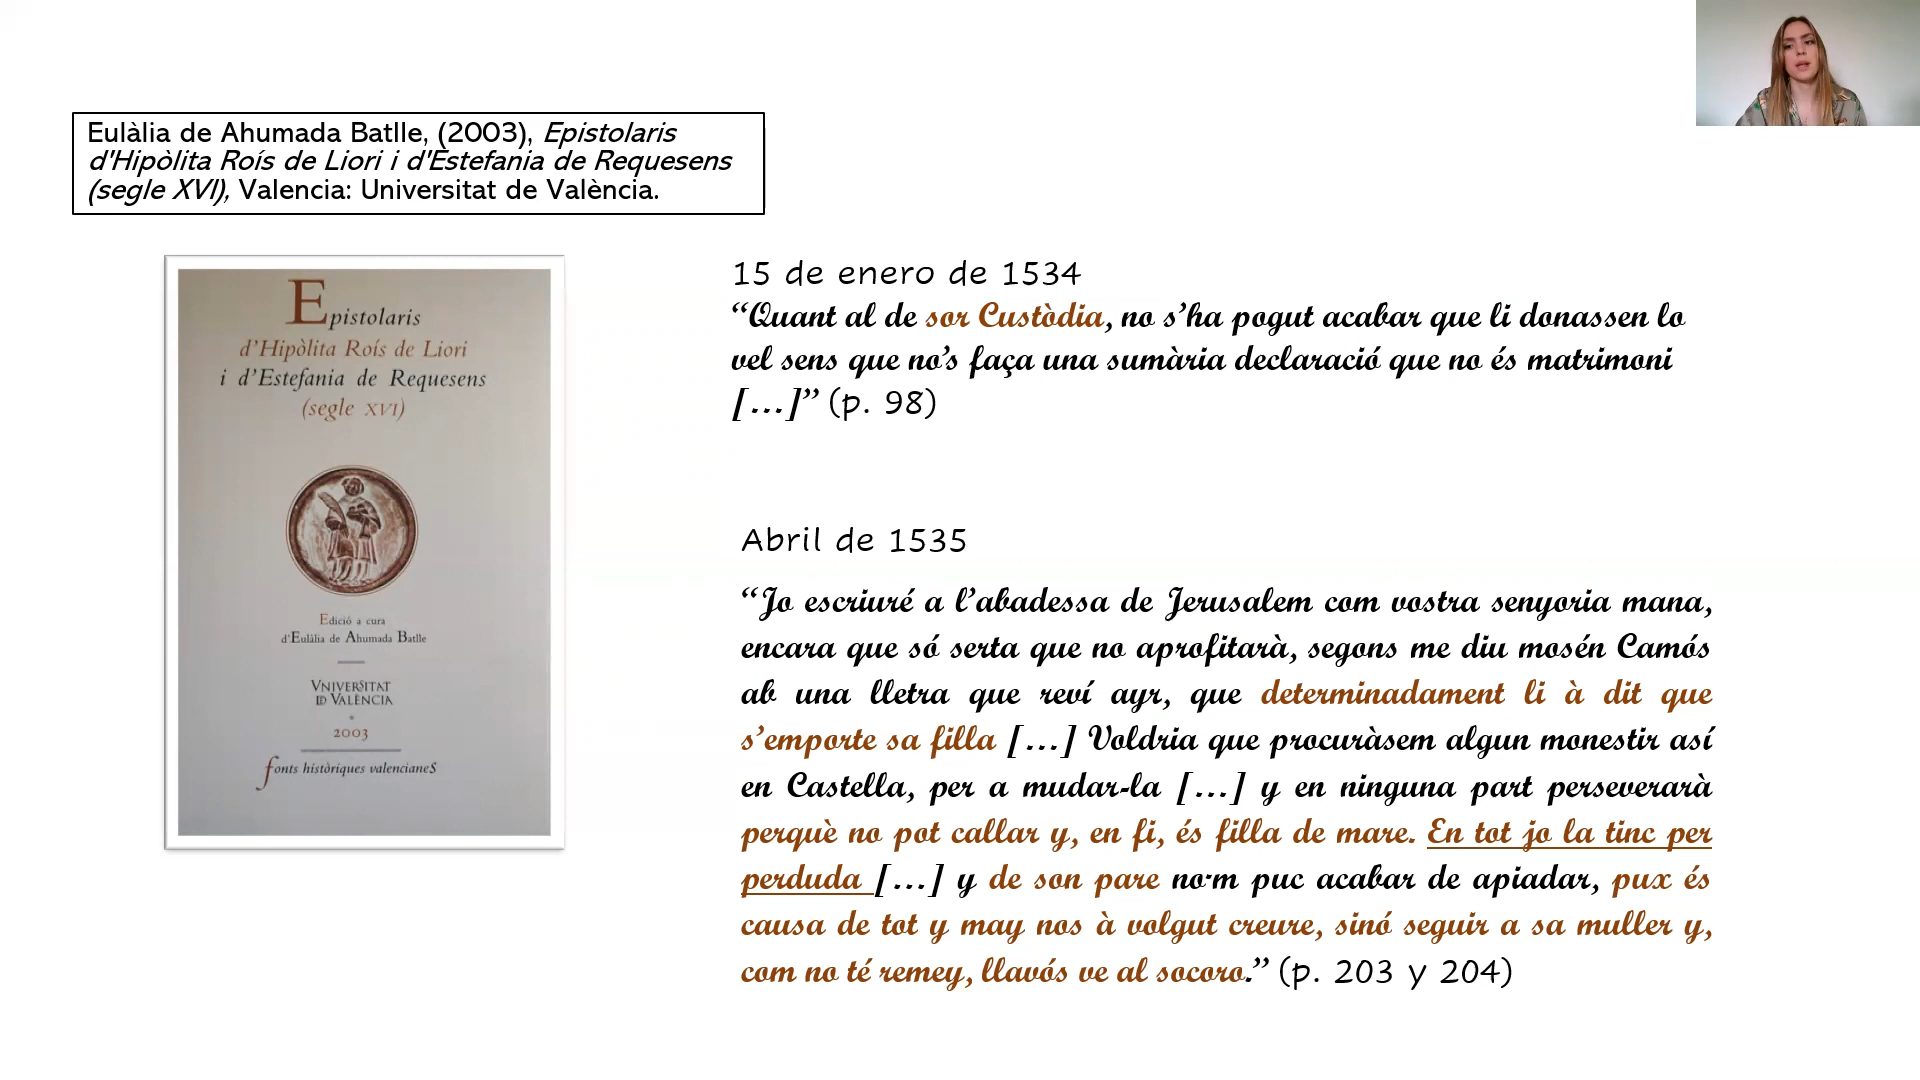 Eulàlia de Ahumada Batlle, (2003), Epistolaris
d'Hipòlita Roís de Liori i d'Estefania de Requesens
(segle XVI), Valencia: Universitat de València.
Epistolaris
d'Hipòlita Roís de Liori
i d'Estefania de Requesens
(segle XVI)
Edició a cura
d'Eulàlia de Ahumada Batlle
VNIVERSITAT
ID VALÈNCIA
2003
fonts històriques valencianeS
15 de enero de 1534
“Quant al de sor Custòdia, no s’ha pogut acabar que li donassen lo
vel sens que no’s faça una sumària declaració que no és matrimoni
[...]” (p. 98)
Abril de 1535
“Jo escriuré a l’abadessa de Jerusalem com vostra senyoria mana,
encara que só serta que no aprofitarà, segons me diu mosén Camós
ab una lletra que reví ayr, que determinadament li à dit que
s’emporte sa filla [...] Voldria que procuràsem algun monestir así
en Castella, per a mudar-la [...] y en ninguna part perseverarà
perquè no pot callar y, en fi, és filla de mare. En tot jo la tinc per
perduda [...] y de son pare no·m puc acabar de apiadar, pux és
causa de tot y may nos à volgut creure, sinó seguir a sa muller y,
com no té remey, llavós ve al socoro.” (p. 203 y 204)